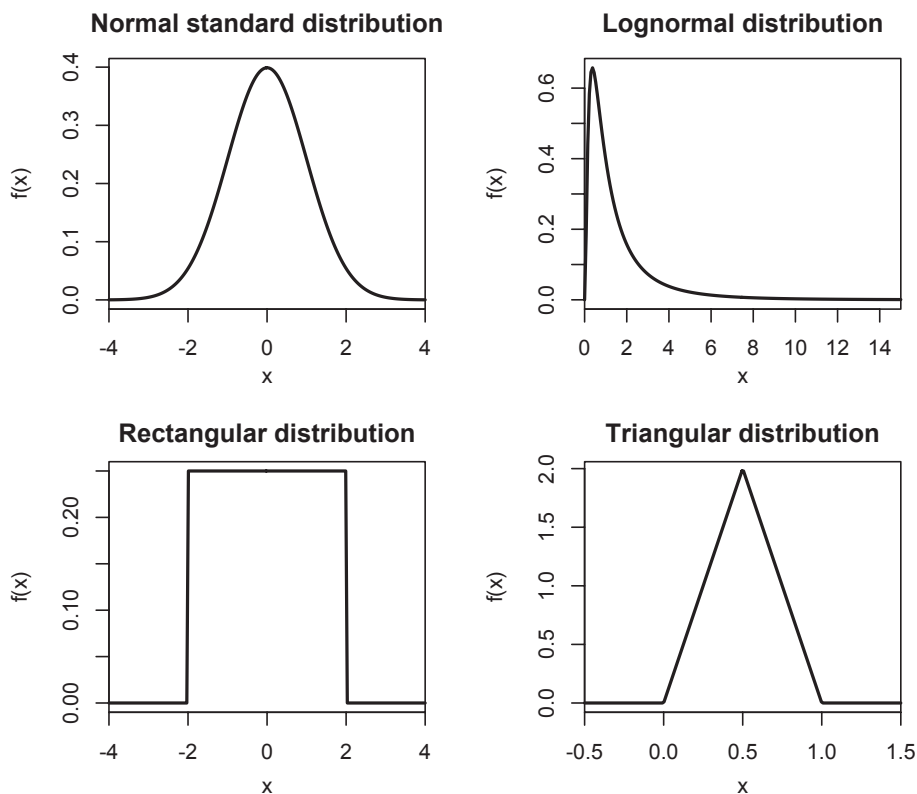 Normal standard distribution
f(x)
0.4
0.3
0.2
0.1
0.0
-4 -2 0 2 4
x
Lognormal distribution
f(x)
0.6
0.4
0.2
0.0
0 2 4 6 8 10 12 14
x
Rectangular distribution
f(x)
0.20
0.10
0.00
-4 -2 0 2 4
x
Triangular distribution
f(x)
2.0
1.5
1.0
0.5
0.0
-0.5 0.0 0.5 1.0 1.5
x